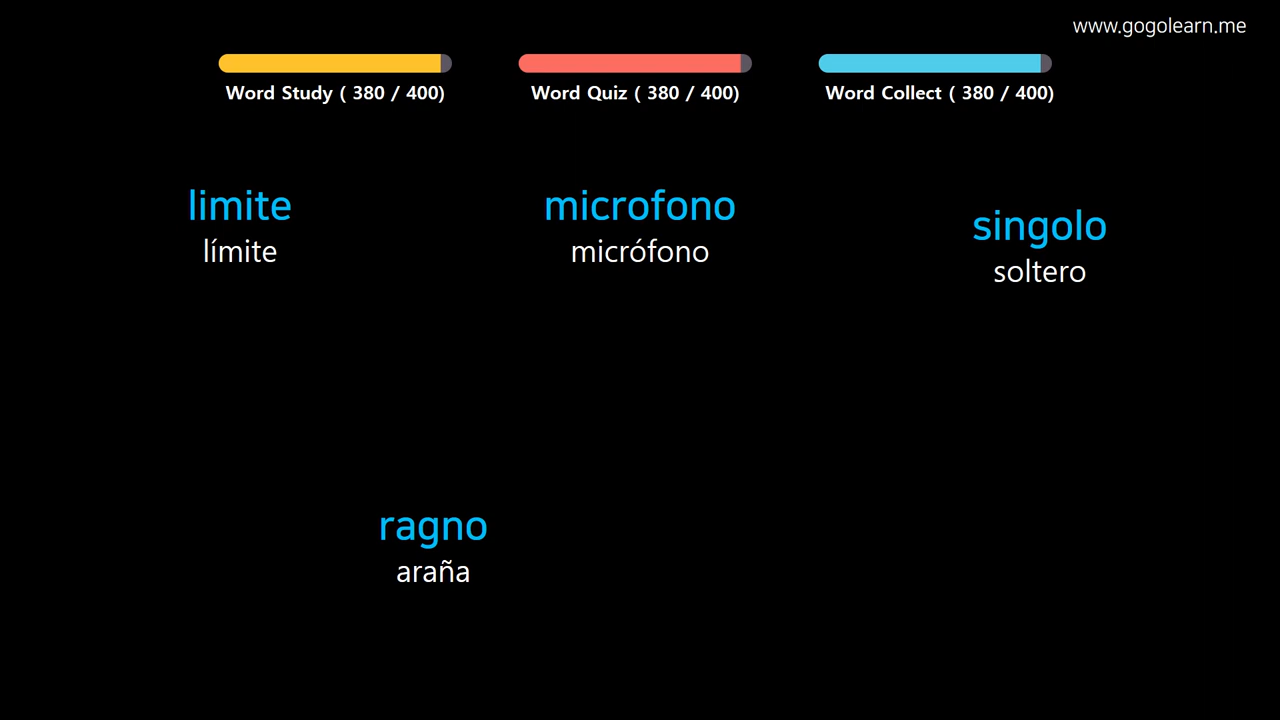 www.gogolearn.me
Word Study ( 380 / 400)
Word Quiz ( 380 / 400)
Word Collect ( 380 / 400)
limite
límite
microfono
micrófono
singolo
soltero
ragno
araña